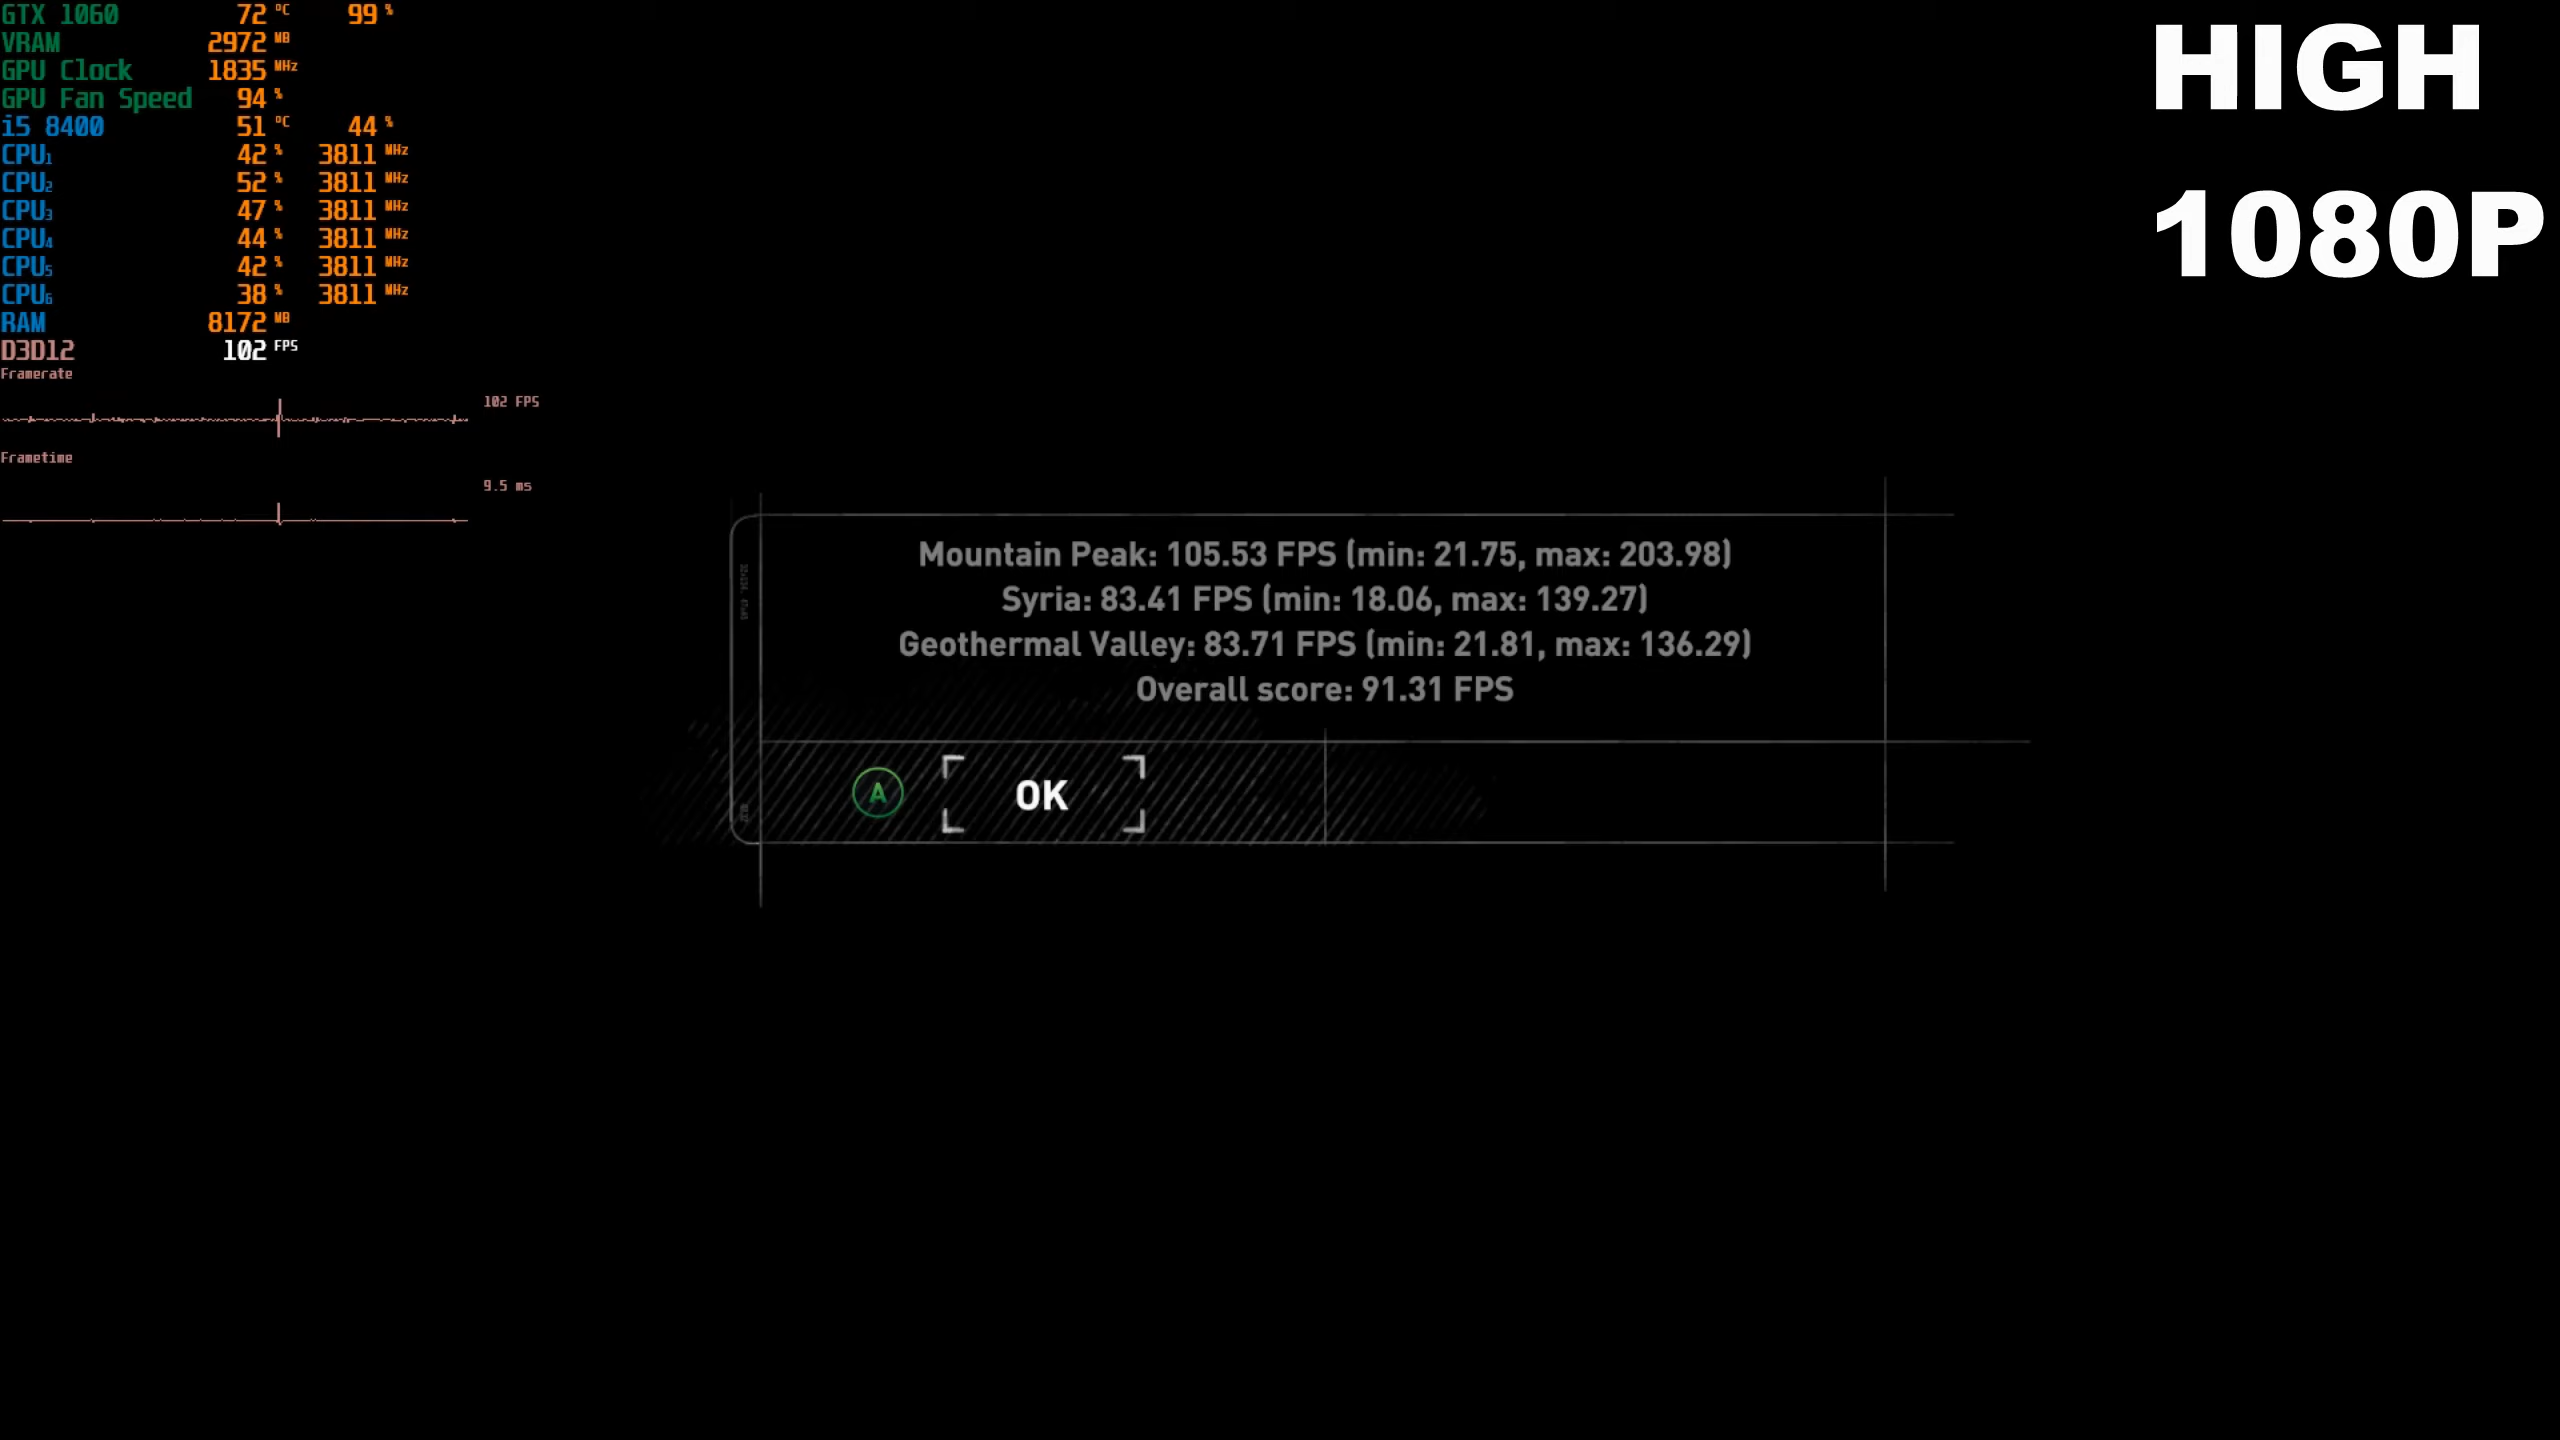 GTX 1060 72 °C 99 %
VRAM 2972 MB
GPU Clock 1835 MHz
GPU Fan Speed 94 %
i5 8400 51 °C 44 %
CPU1 42 % 3811 MHz
CPU2 52 % 3811 MHz
CPU3 47 % 3811 MHz
CPU4 44 % 3811 MHz
CPU5 42 % 3811 MHz
CPU6 38 % 3811 MHz
RAM 8172 MB
D3D12 102 FPS
Framerate
102 FPS
Frametime
9.5 ms
HIGH
1080P
Mountain Peak: 105.53 FPS (min: 21.75, max: 203.98)
Syria: 83.41 FPS (min: 18.06, max: 139.27)
Geothermal Valley: 83.71 FPS (min: 21.81, max: 136.29)
Overall score: 91.31 FPS
A OK